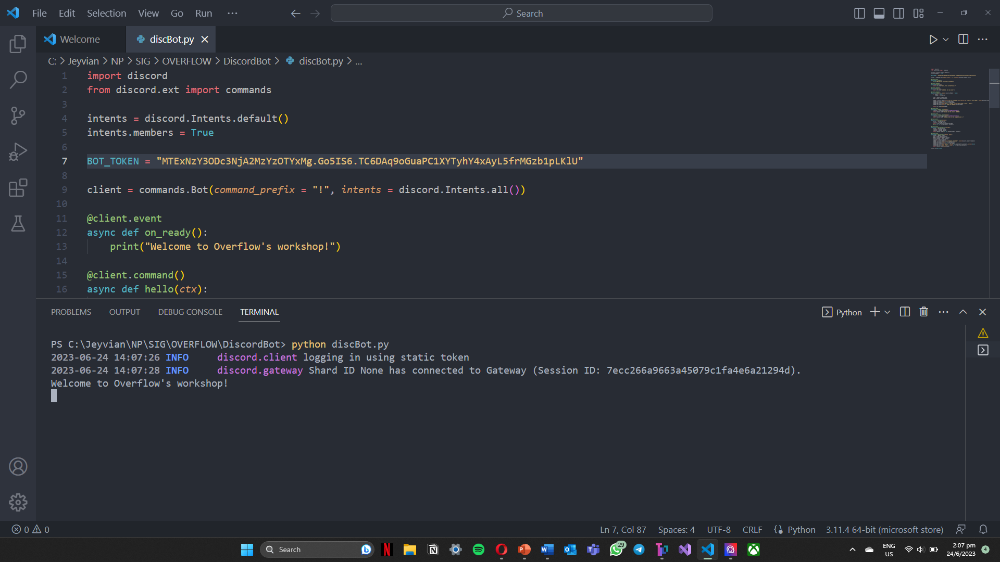 File Edit Selection View Go Run ···
Search
Welcome
discBot.py
C: > Jeyvian > NP > SIG > OVERFLOW > DiscordBot > discBot.py > ...
1 import discord
2 from discord.ext import commands
3
4 intents = discord.Intents.default()
5 intents.members = True
6
7 BOT_TOKEN = "MTExNzY3ODc3NjA2MzYzOTYxMg.Go5IS6.TC6DAq9oGuaPC1XYTyhY4xAyL5frMGzb1pLKlU"
8
9 client = commands.Bot(command_prefix = "!", intents = discord.Intents.all())
10
11 @client.event
12 async def on_ready():
13 print("Welcome to Overflow's workshop!")
14
15 @client.command()
16 async def hello(ctx):
PROBLEMS OUTPUT DEBUG CONSOLE TERMINAL
Python
PS C:\Jeyvian\NP\SIG\OVERFLOW\DiscordBot> python discBot.py
2023-06-24 14:07:26 INFO discord.client logging in using static token
2023-06-24 14:07:28 INFO discord.gateway Shard ID None has connected to Gateway (Session ID: 7ecc266a9663a45079c1fa4e6a21294d).
Welcome to Overflow's workshop!
0 0
Ln 7, Col 87 Spaces: 4 UTF-8 CRLF Python 3.11.4 64-bit (microsoft store)
Search
29
ENG
US
2:07 pm
24/6/2023
4